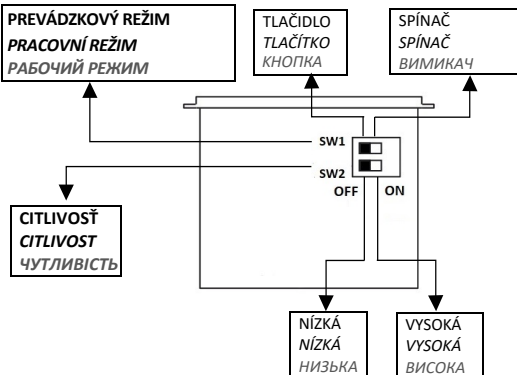 PREVÁDZKOVÝ REŽIM
PRACOVNÍ REŽIM
РАБОЧИЙ РЕЖИМ
TLAČIDLO
TLAČÍTKO
КНОПКА
SPÍNAČ
SPÍNAČ
ВИМИКАЧ
SW1
SW2
OFF ON
CITLIVOSŤ
CITLIVOST
ЧУТЛИВІСТЬ
NÍZKÁ
NÍZKÁ
НИЗЬКА
VYSOKÁ
VYSOKÁ
ВИСОКА